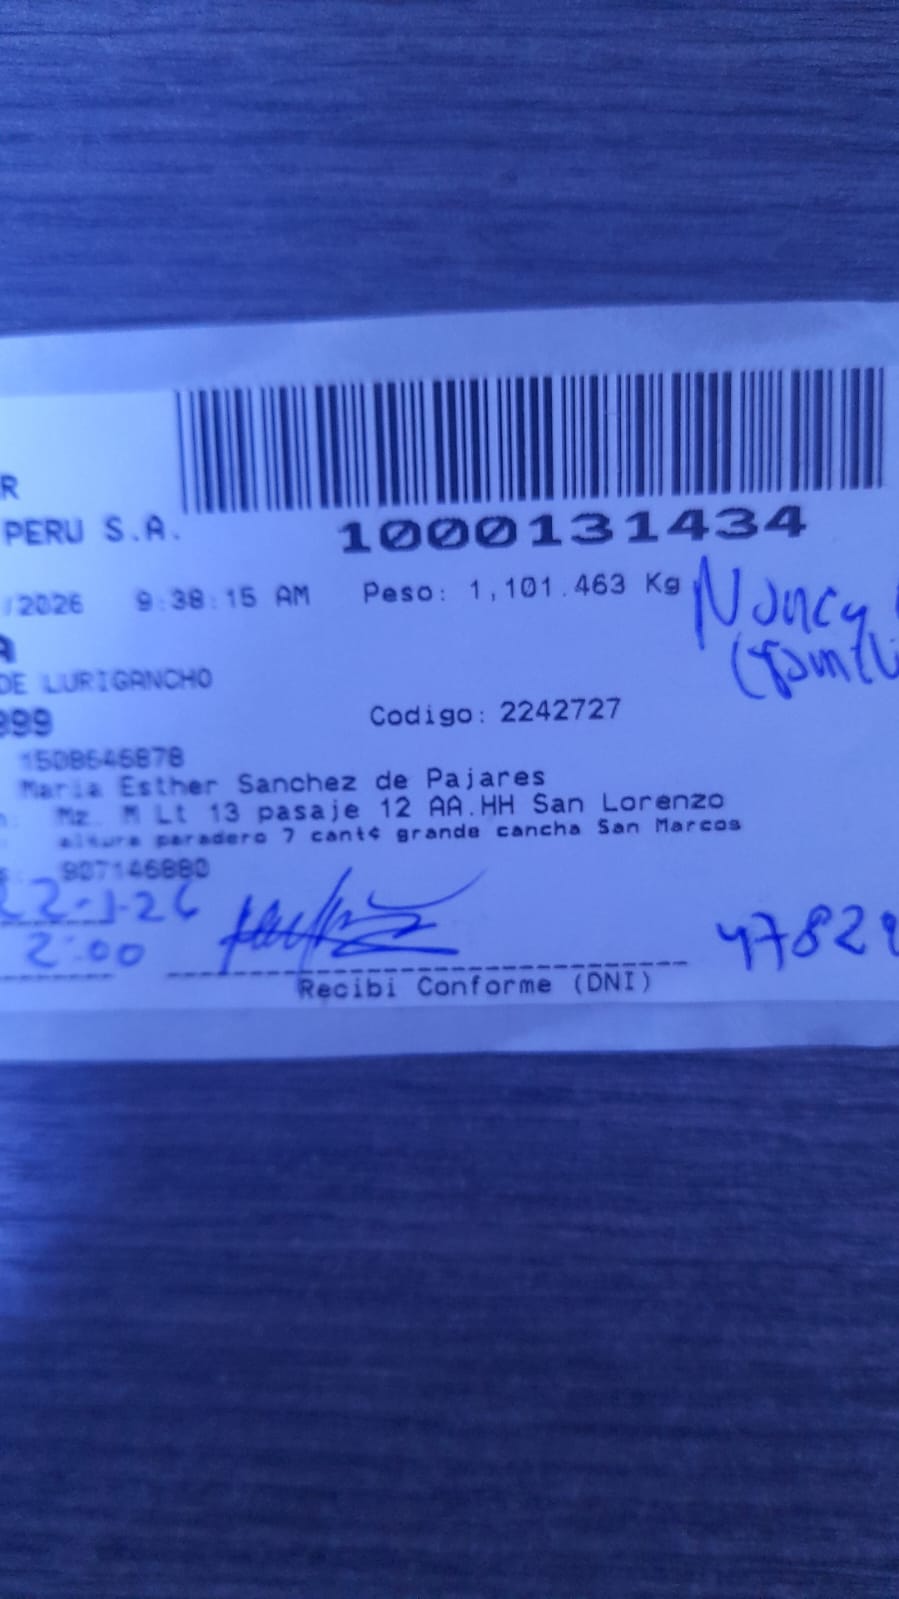 R
PERU S.A.
1000131434
/2026 9:38:15 AM Peso: 1,101.463 Kg
Nancy
A
DE LURIGANCHO
999
Codigo: 2242727
1508646878
Maria Esther Sanchez de Pajares
Mz. M Lt 13 pasaje 12 AA.HH San Lorenzo
altura paradero 7 cant¢ grande cancha San Marcos
907146880
22-1-26
2:00
4782
Recibi Conforme (DNI)